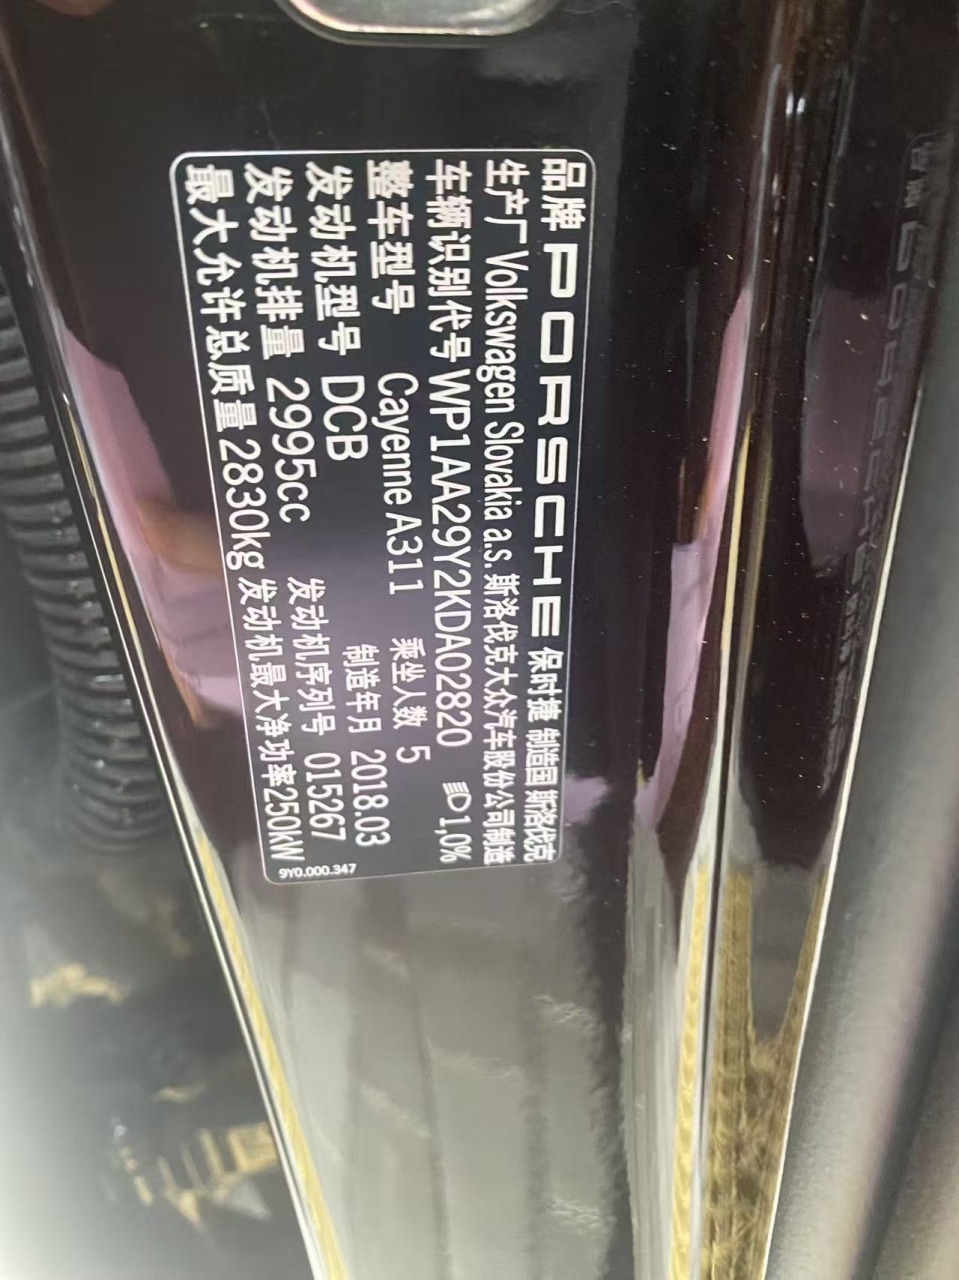 品牌 PORSCHE 保时捷 制造国 斯洛伐克
生产厂 Volkswagen Slovakia a.s. 斯洛伐克大众汽车股份公司制造
车辆识别代号 WP1AA29Y2KDA02820 1,0%
整车型号 Cayenne A311 乘坐人数 5
发动机型号 DCB 制造年月 2018.03
发动机排量 2995cc 发动机序列号 015267
最大允许总质量 2830kg 发动机最大净功率250kW
9Y0.000.347